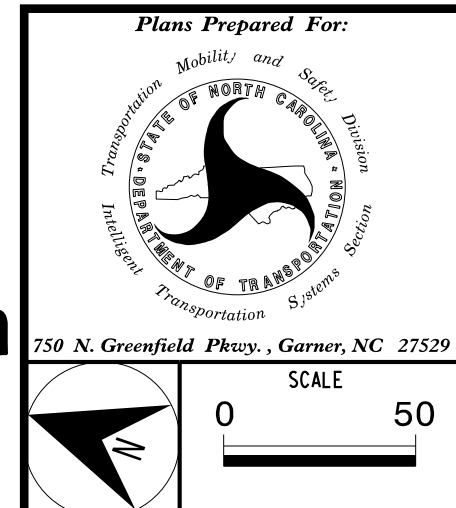 Plans Prepared For:
Transportation Mobility and Safety Division
STATE OF NORTH CAROLINA
DEPARTMENT OF TRANSPORTATION
Intelligent Transportation Systems Section
750 N. Greenfield Pkwy. , Garner, NC 27529
SCALE
0 50
N